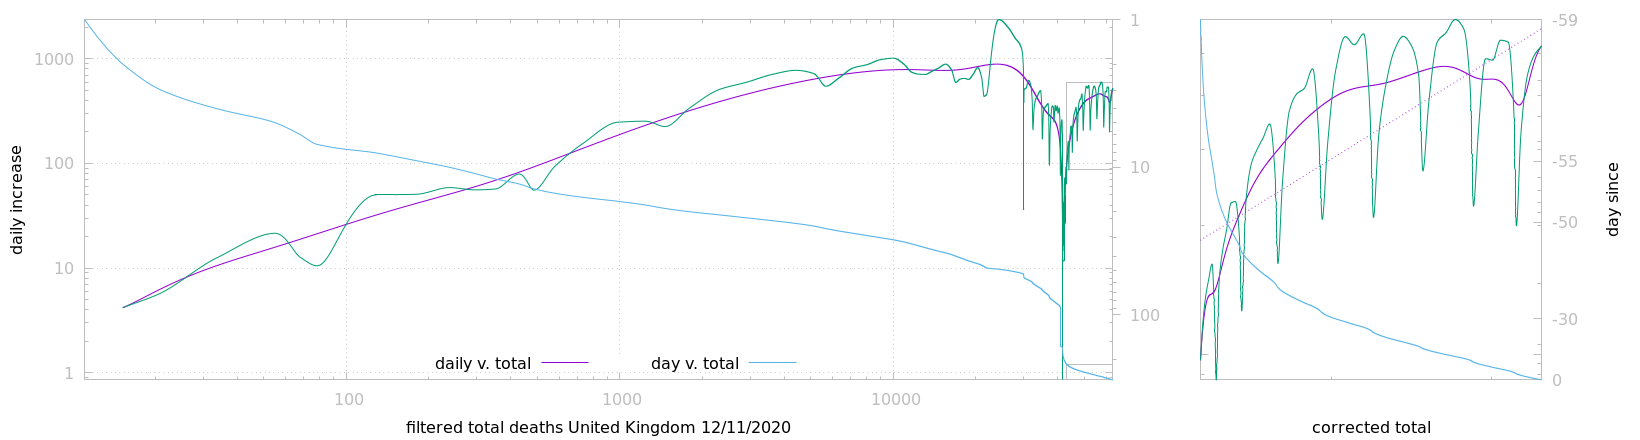 1000
100
10
1
daily increase
daily v. total
day v. total
100
1000
10000
filtered total deaths United Kingdom 12/11/2020
1
10
100
-59
-55
-50
-30
0
day since
corrected total